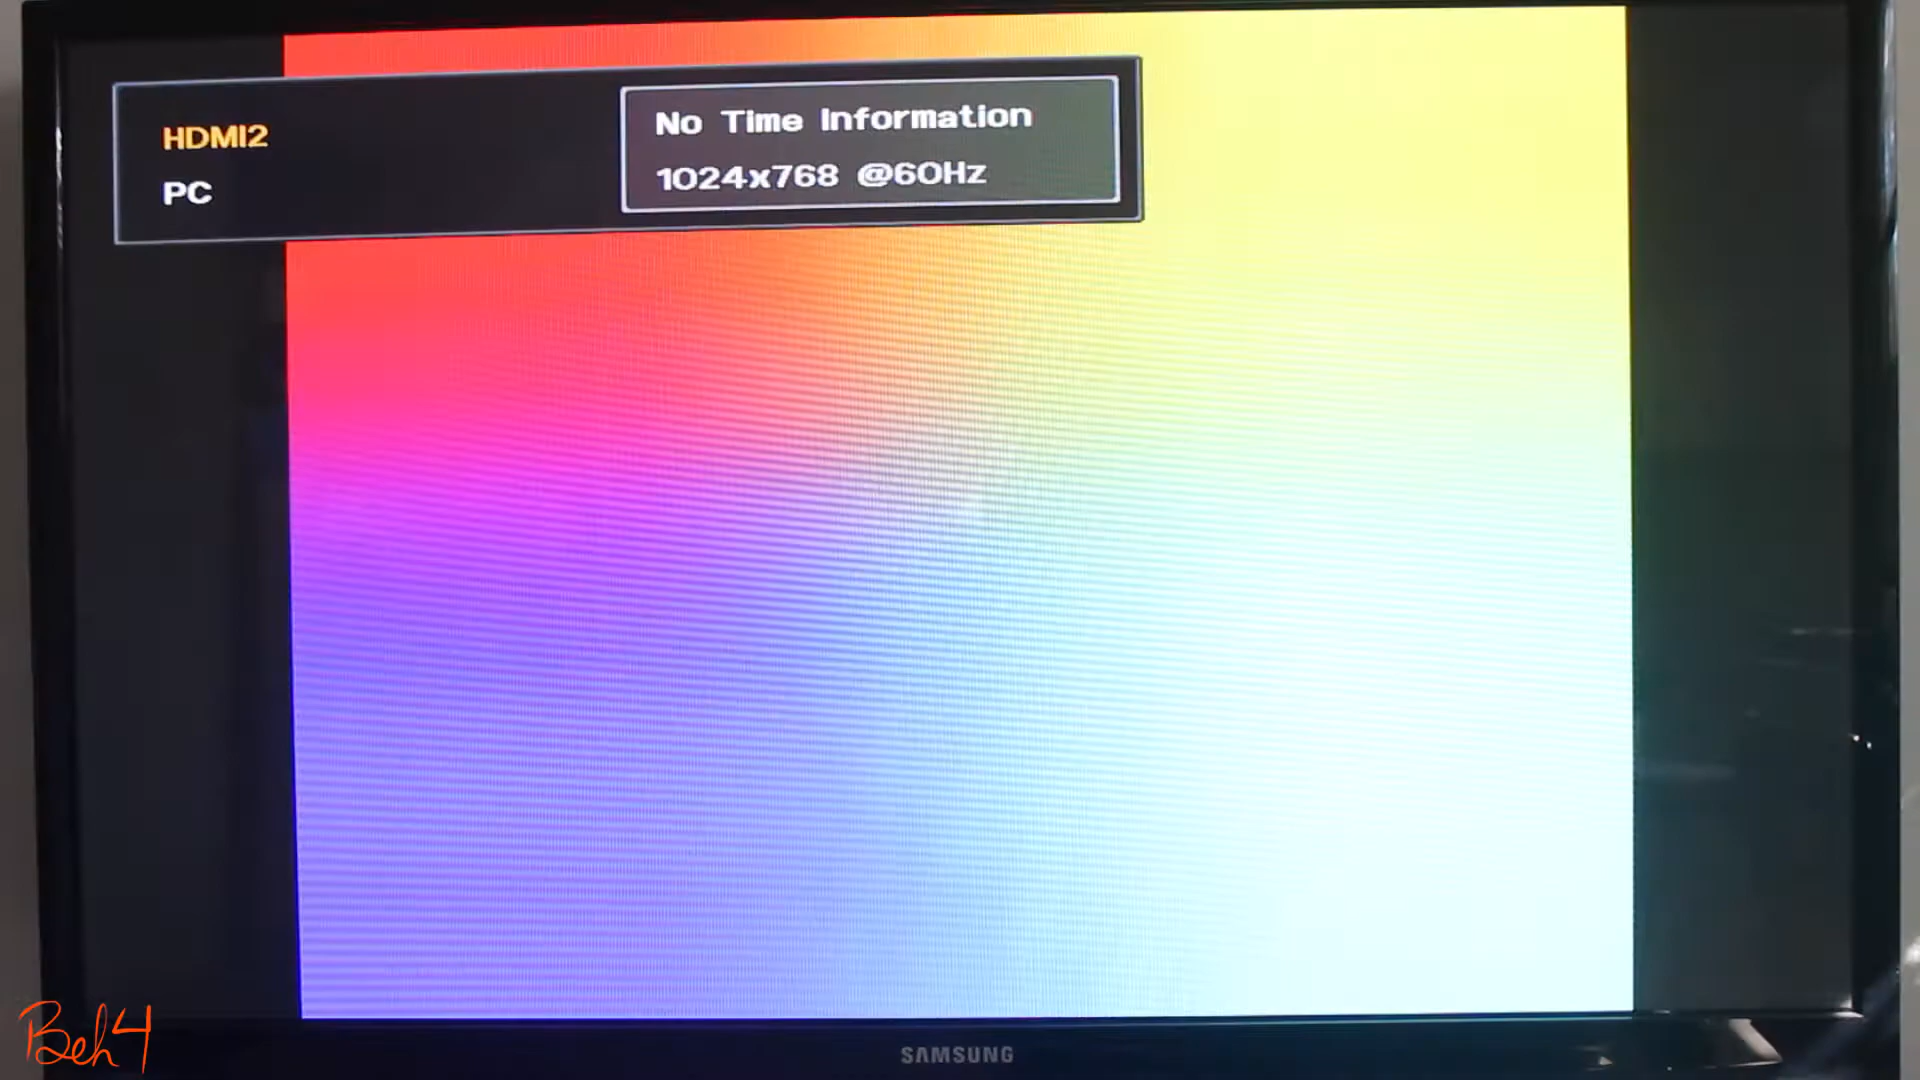 HDMI2
PC
No Time Information
1024x768 @60Hz
SAMSUNG
Beh4